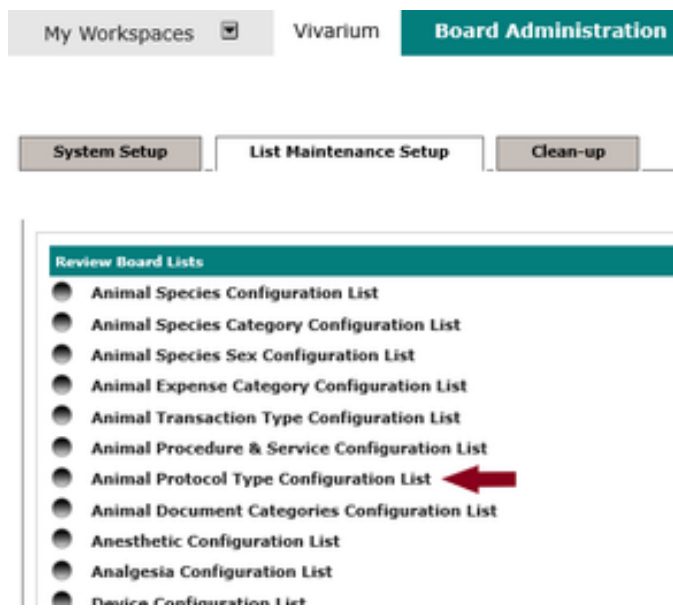 My Workspaces Vivarium Board Administration
System Setup List Maintenance Setup Clean-up
Review Board Lists
Animal Species Configuration List
Animal Species Category Configuration List
Animal Species Sex Configuration List
Animal Expense Category Configuration List
Animal Transaction Type Configuration List
Animal Procedure & Service Configuration List
Animal Protocol Type Configuration List
Animal Document Categories Configuration List
Anesthetic Configuration List
Analgesia Configuration List
Device Configuration List